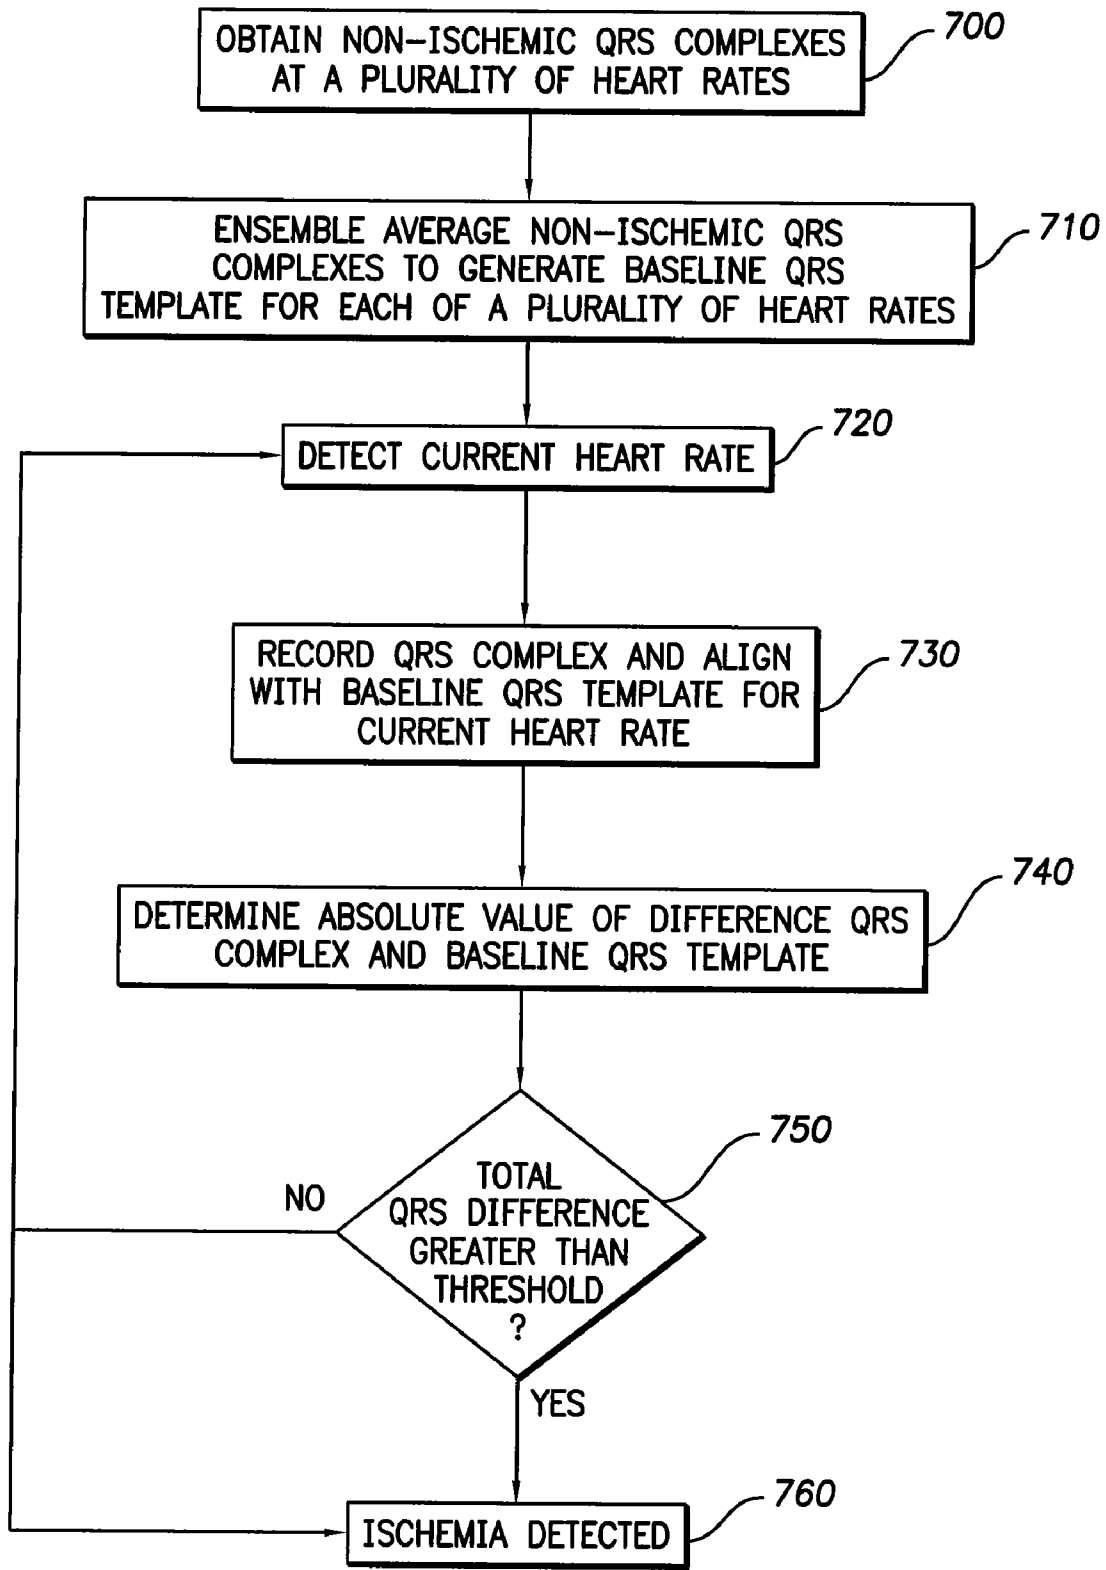 OBTAIN NON-ISCHEMIC QRS COMPLEXES
AT A PLURALITY OF HEART RATES
700
ENSEMBLE AVERAGE NON-ISCHEMIC QRS
COMPLEXES TO GENERATE BASELINE QRS
TEMPLATE FOR EACH OF A PLURALITY OF HEART RATES
710
DETECT CURRENT HEART RATE
720
RECORD QRS COMPLEX AND ALIGN
WITH BASELINE QRS TEMPLATE FOR
CURRENT HEART RATE
730
DETERMINE ABSOLUTE VALUE OF DIFFERENCE QRS
COMPLEX AND BASELINE QRS TEMPLATE
740
TOTAL
QRS DIFFERENCE
GREATER THAN
THRESHOLD
?
750
NO
YES
ISCHEMIA DETECTED
760